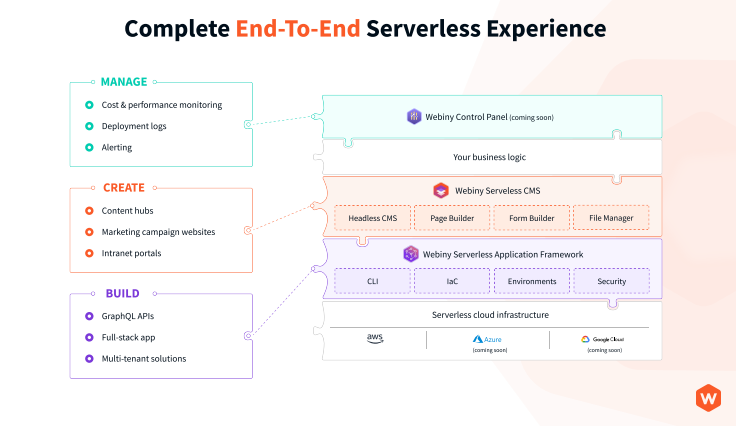 Complete End-To-End Serverless Experience
MANAGE
Cost & performance monitoring
Deployment logs
Alerting
CREATE
Content hubs
Marketing campaign websites
Intranet portals
BUILD
GraphQL APIs
Full-stack app
Multi-tenant solutions
Webiny Control Panel (coming soon)
Your business logic
Webiny Serveless CMS
Headless CMS
Page Builder
Form Builder
File Manager
Webiny Serverless Application Framework
CLI
IaC
Environments
Security
Serverless cloud infrastructure
aws
Azure
(coming soon)
Google Cloud
(coming soon)
W